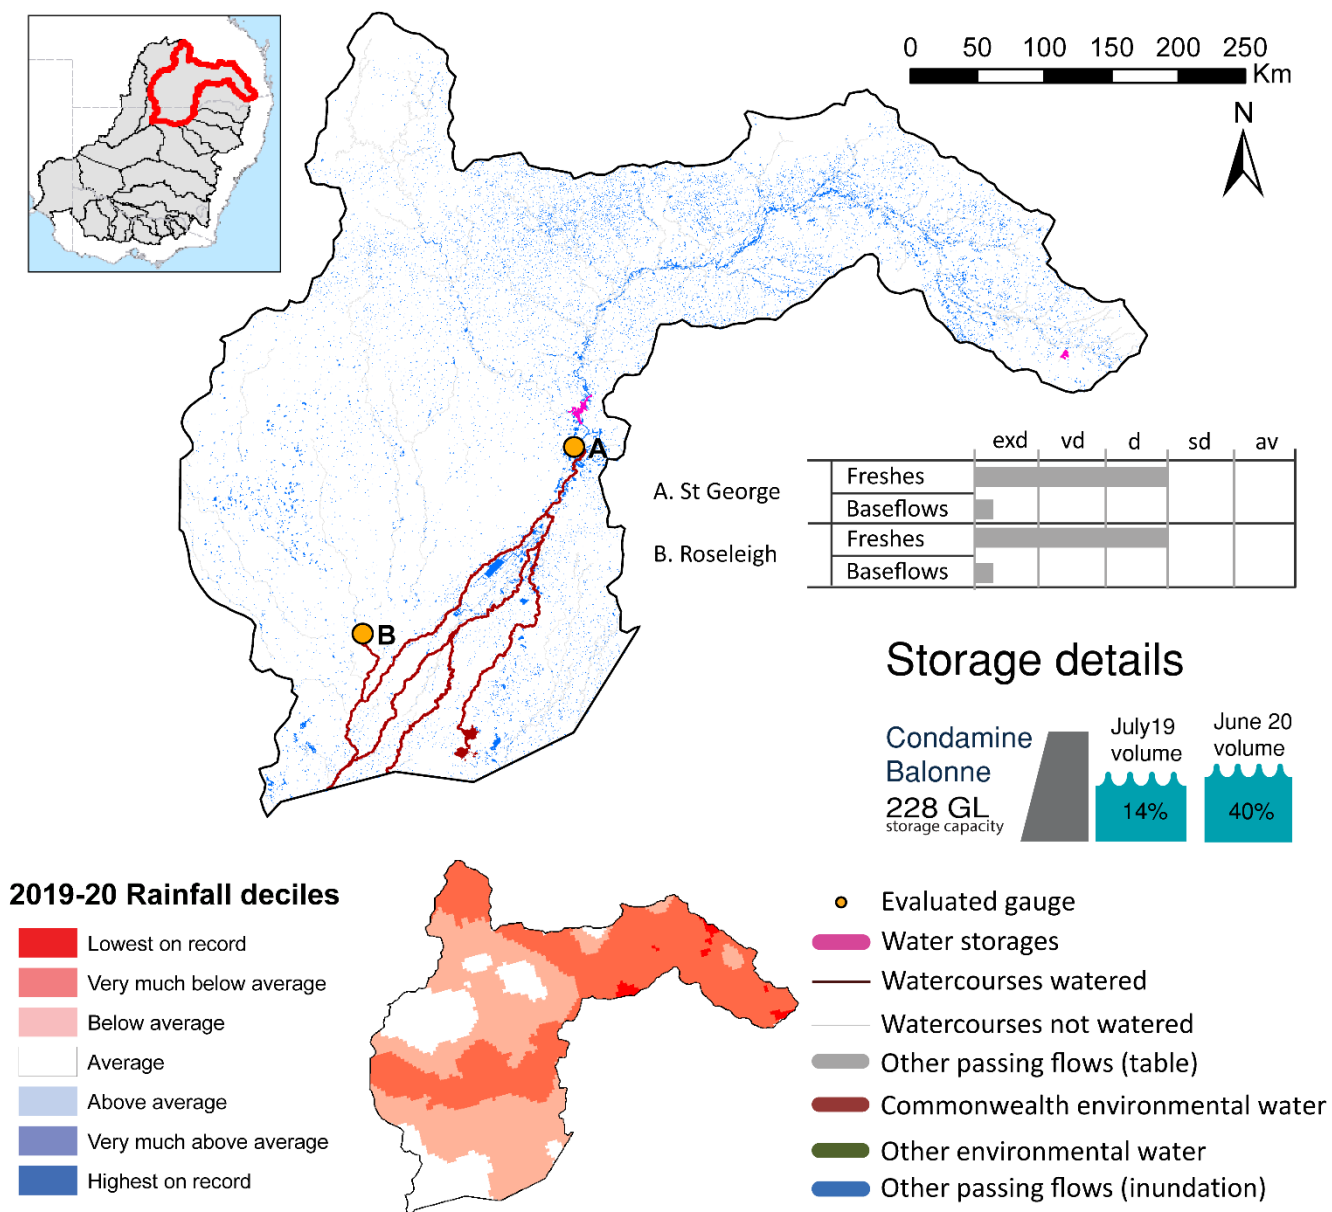 0 50 100 150 200 250
Km
N
A
B
exd vd d sd av
A. St George
Freshes
Baseflows
B. Roseleigh
Freshes
Baseflows
Storage details
Condamine
Balonne
228 GL
storage capacity
July19
volume
14%
June 20
volume
40%
2019-20 Rainfall deciles
Lowest on record
Very much below average
Below average
Average
Above average
Very much above average
Highest on record
Evaluated gauge
Water storages
Watercourses watered
Watercourses not watered
Other passing flows (table)
Commonwealth environmental water
Other environmental water
Other passing flows (inundation)